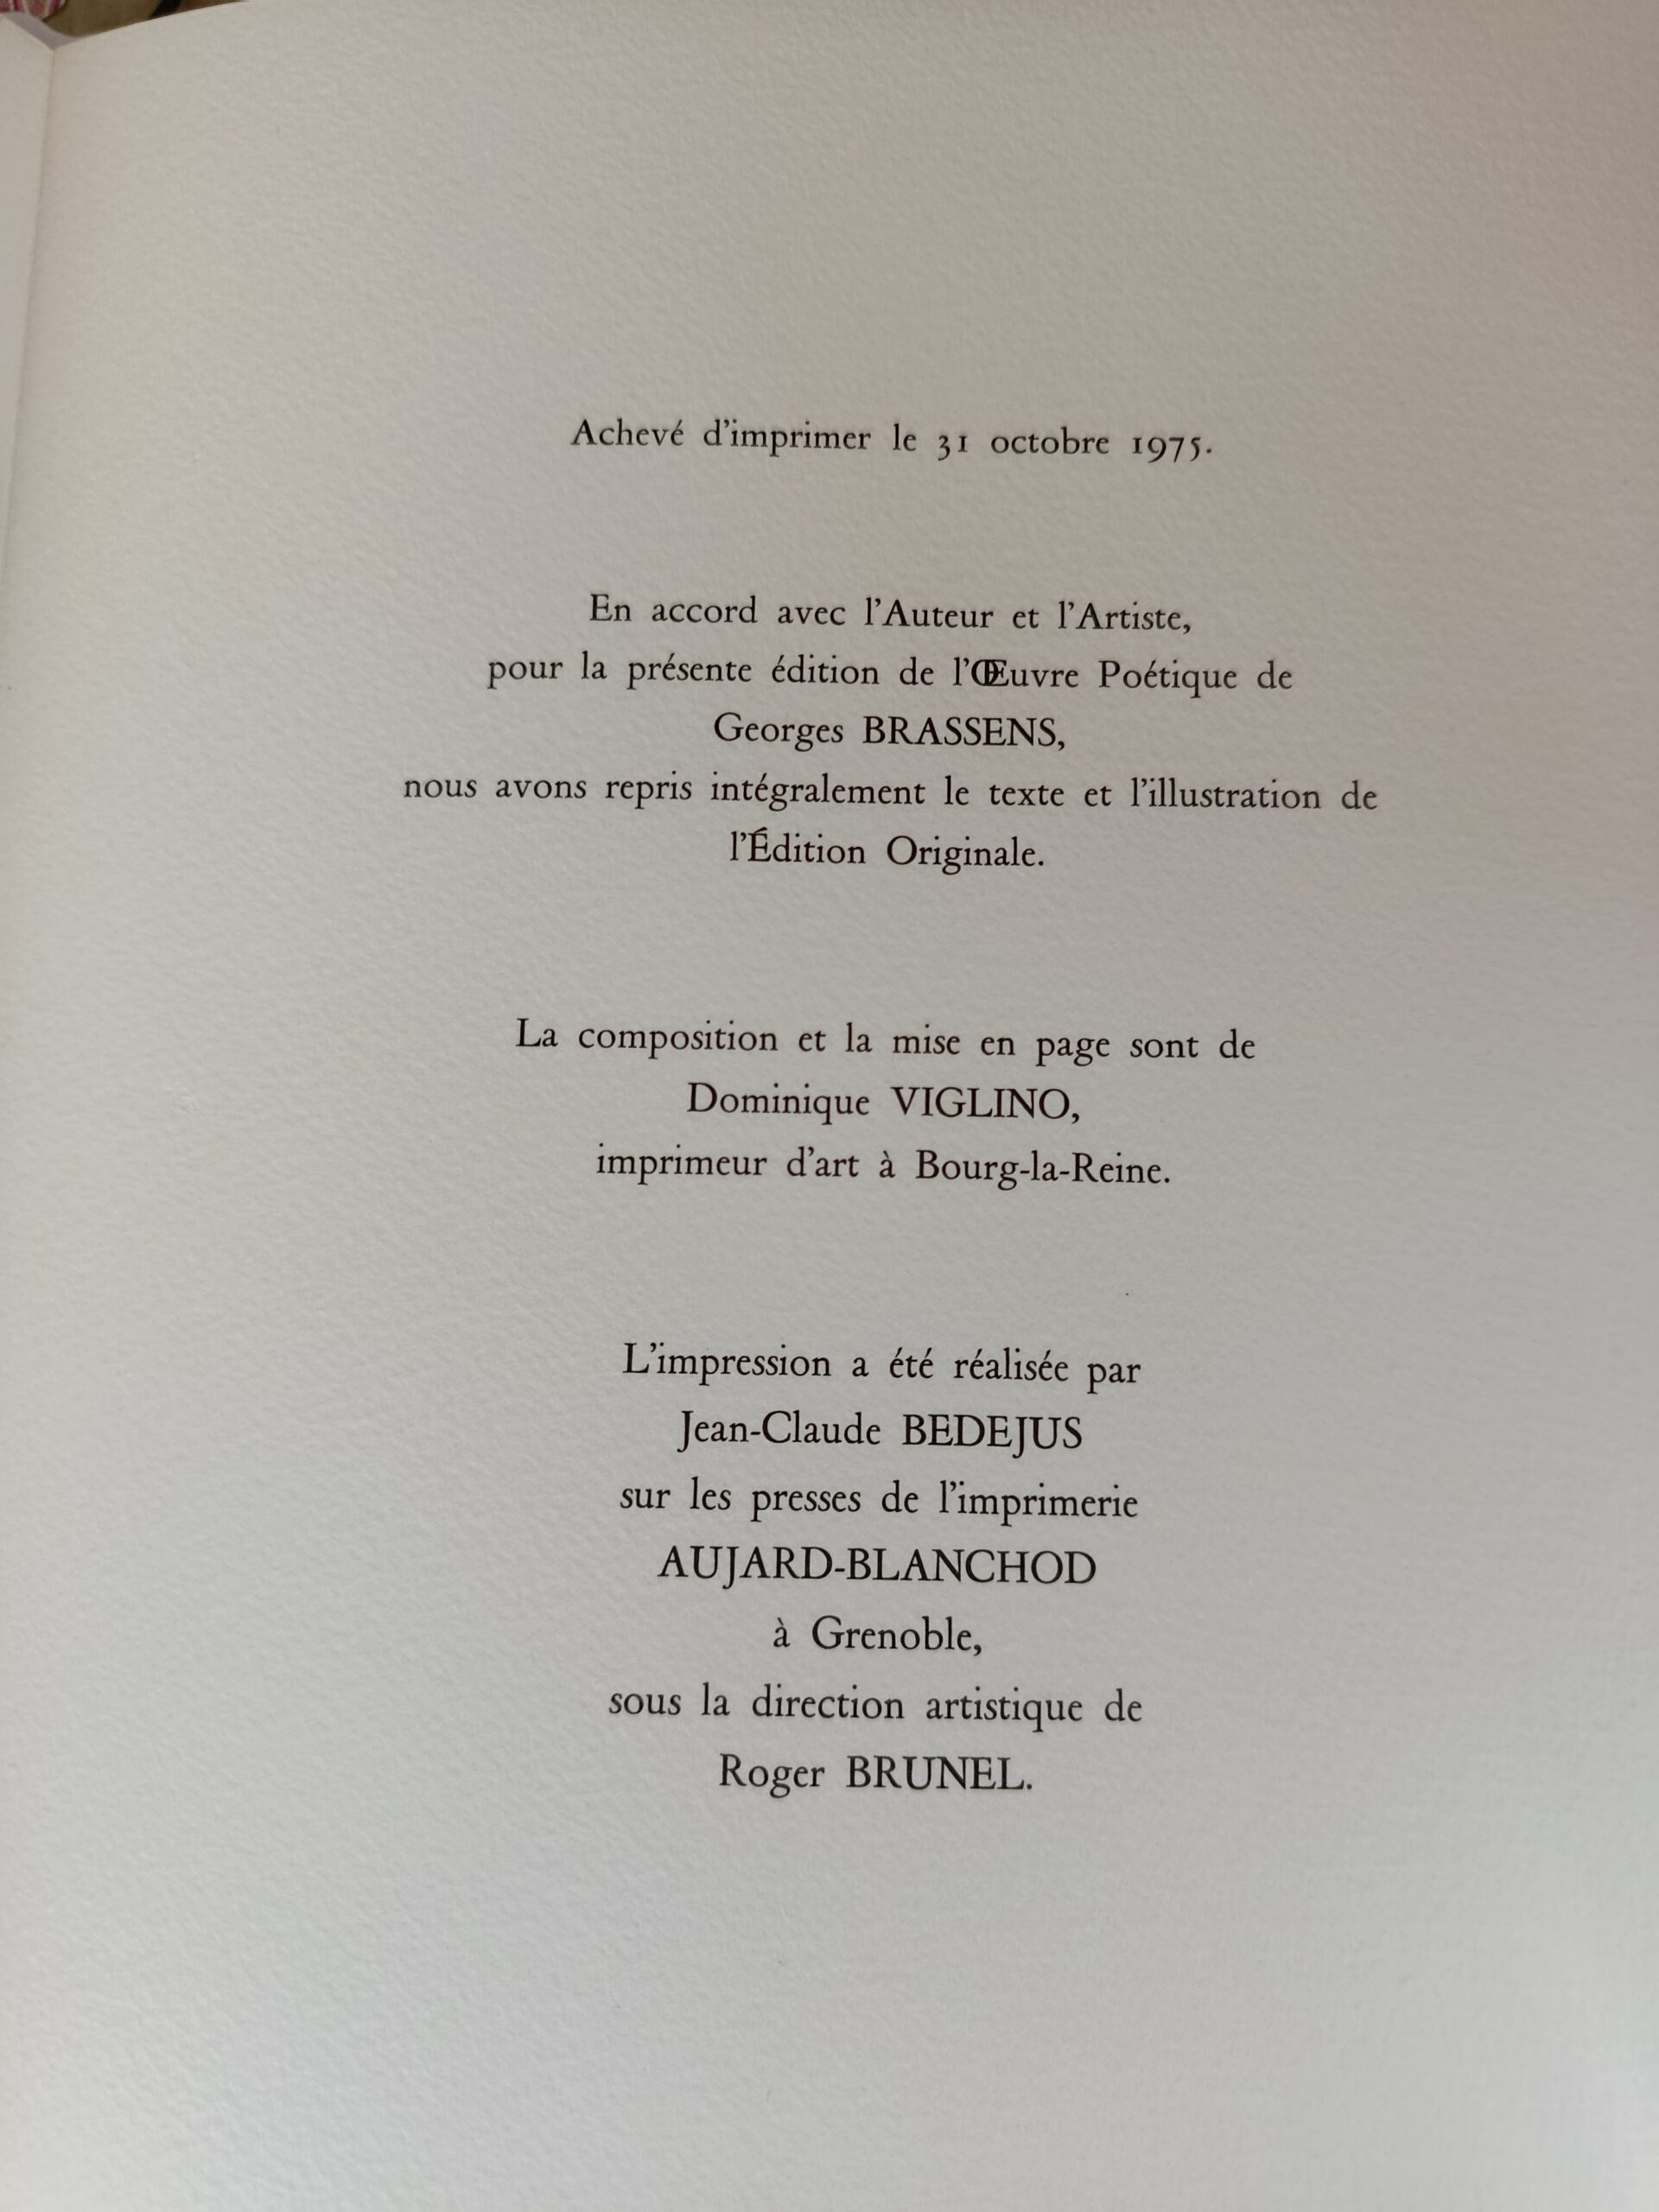 Achevé d'imprimer le 31 octobre 1975.
En accord avec l'Auteur et l'Artiste,
pour la présente édition de l'Œuvre Poétique de
Georges BRASSENS,
nous avons repris intégralement le texte et l'illustration de
l'Édition Originale.
La composition et la mise en page sont de
Dominique VIGLINO,
imprimeur d'art à Bourg-la-Reine.
L'impression a été réalisée par
Jean-Claude BEDEJUS
sur les presses de l'imprimerie
AUJARD-BLANCHOD
à Grenoble,
sous la direction artistique de
Roger BRUNEL.